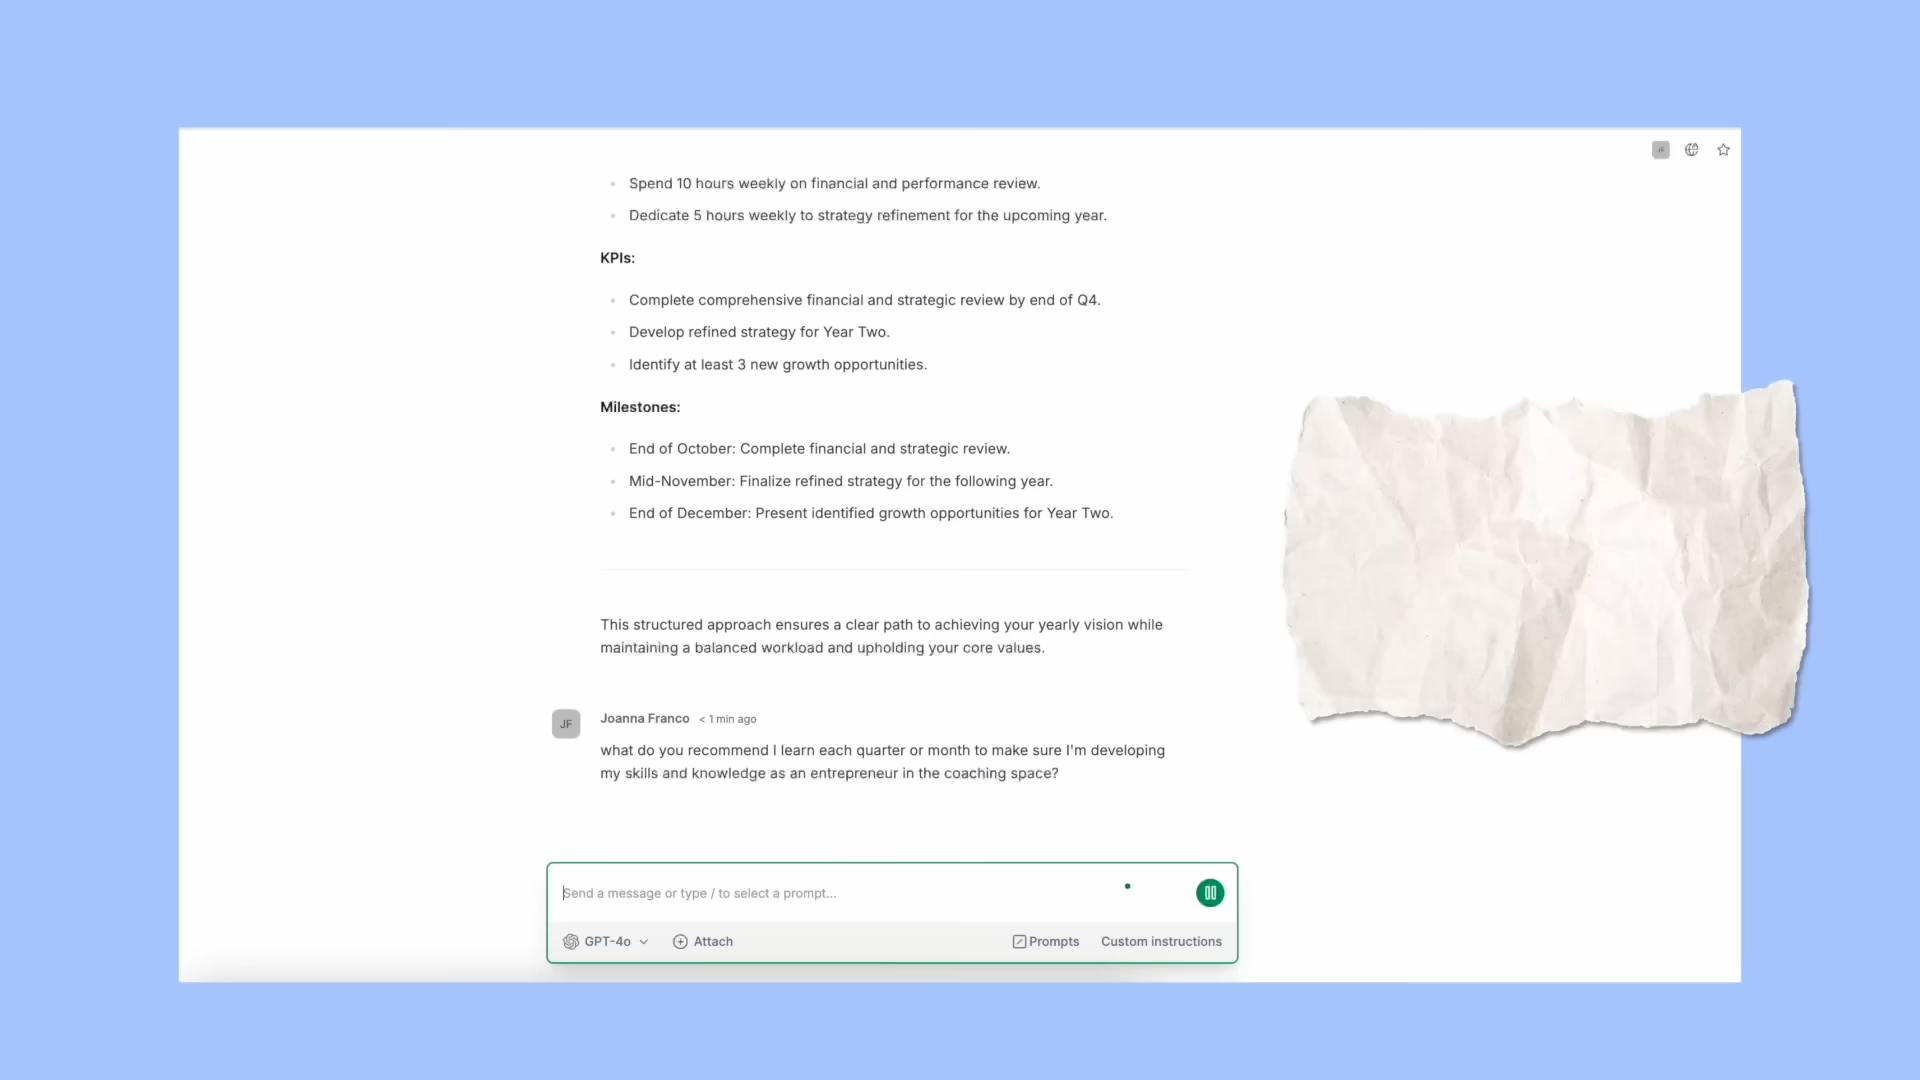 Spend 10 hours weekly on financial and performance review.
Dedicate 5 hours weekly to strategy refinement for the upcoming year.
KPIs:
Complete comprehensive financial and strategic review by end of Q4.
Develop refined strategy for Year Two.
Identify at least 3 new growth opportunities.
Milestones:
End of October: Complete financial and strategic review.
Mid-November: Finalize refined strategy for the following year.
End of December: Present identified growth opportunities for Year Two.
This structured approach ensures a clear path to achieving your yearly vision while
maintaining a balanced workload and upholding your core values.
JF Joanna Franco < 1 min ago
what do you recommend I learn each quarter or month to make sure I'm developing
my skills and knowledge as an entrepreneur in the coaching space?
Send a message or type / to select a prompt...
GPT-4o Attach Prompts Custom instructions